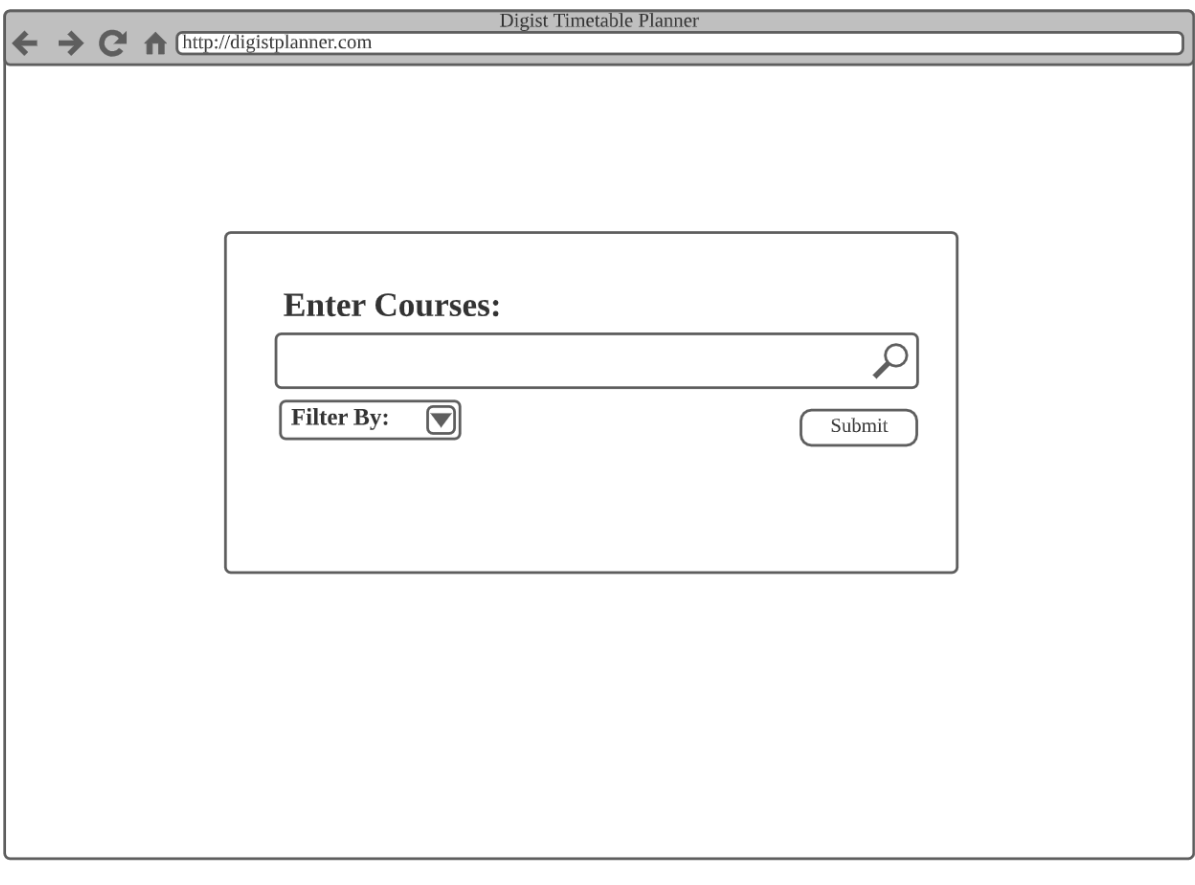 Digist Timetable Planner
http://digistplanner.com
Enter Courses:
Filter By:
Submit